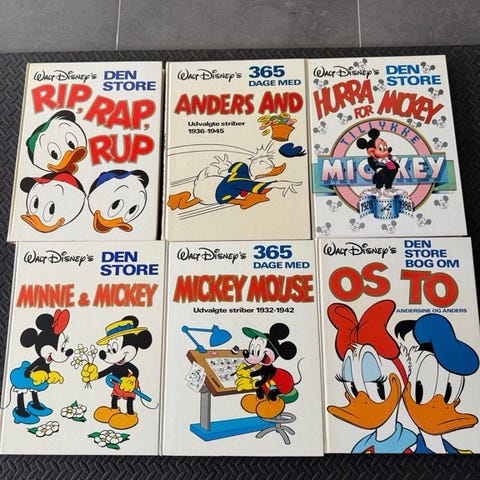 Walt Disney's DEN STORE
RIP, RAP, RUP
Walt Disney's 365 DAGE MED
ANDERS AND
Udvalgte striber
1936-1945
Walt Disney's DEN STORE
HURRA
FOR
MICKEY
TILLYKKE
MICKEY
1928 1988
Walt Disney's DEN STORE
MINNIE & MICKEY
Walt Disney's 365 DAGE MED
MICKEY MOUSE
Udvalgte striber 1932-1942
Walt Disney's DEN STORE BOG OM
OS TO
ANDERSINE OG ANDERS